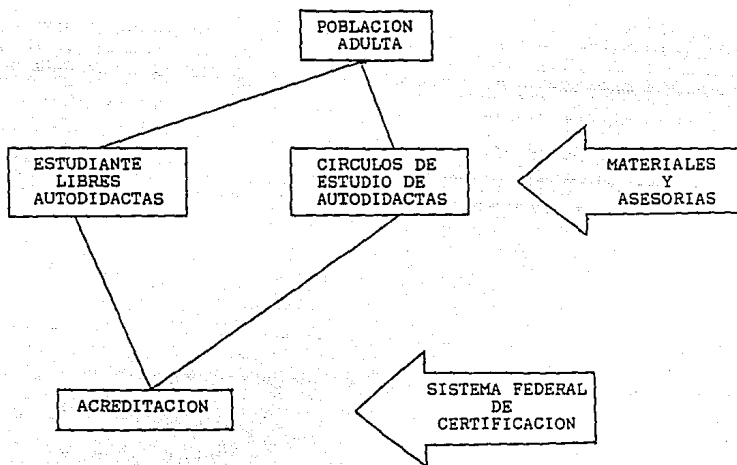 POBLACION
ADULTA
ESTUDIANTE
LIBRES
AUTODIDACTAS
CIRCULOS DE
ESTUDIO DE
AUTODIDACTAS
MATERIALES
Y
ASESORIAS
ACREDITACION
SISTEMA FEDERAL
DE
CERTIFICACION